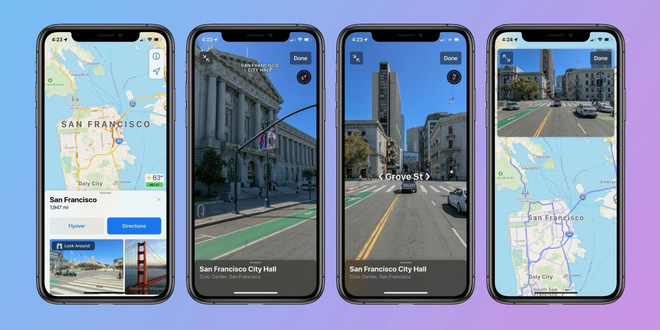 4:23
SAN FRANCISCO
Daly City
63°
San Francisco
1,947 mi
Flyover
Directions
Look Around
4:23
Done
SAN FRANCISCO
CITY HALL
San Francisco City Hall
Civic Center, San Francisco
4:23
Done
Grove St
San Francisco City Hall
Civic Center, San Francisco
4:24
Done
San Francisco
Daly City
South San